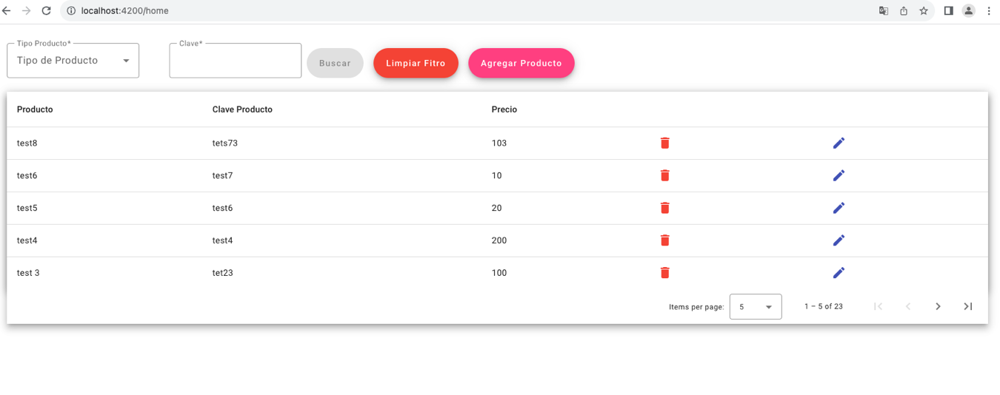 localhost:4200/home
Tipo Producto*
Clave*
Tipo de Producto
Buscar
Limpiar Fitro
Agregar Producto
Producto Clave Producto Precio
test8 tets73 103
test6 test7 10
test5 test6 20
test4 test4 200
test 3 tet23 100
Items per page: 5 1 – 5 of 23